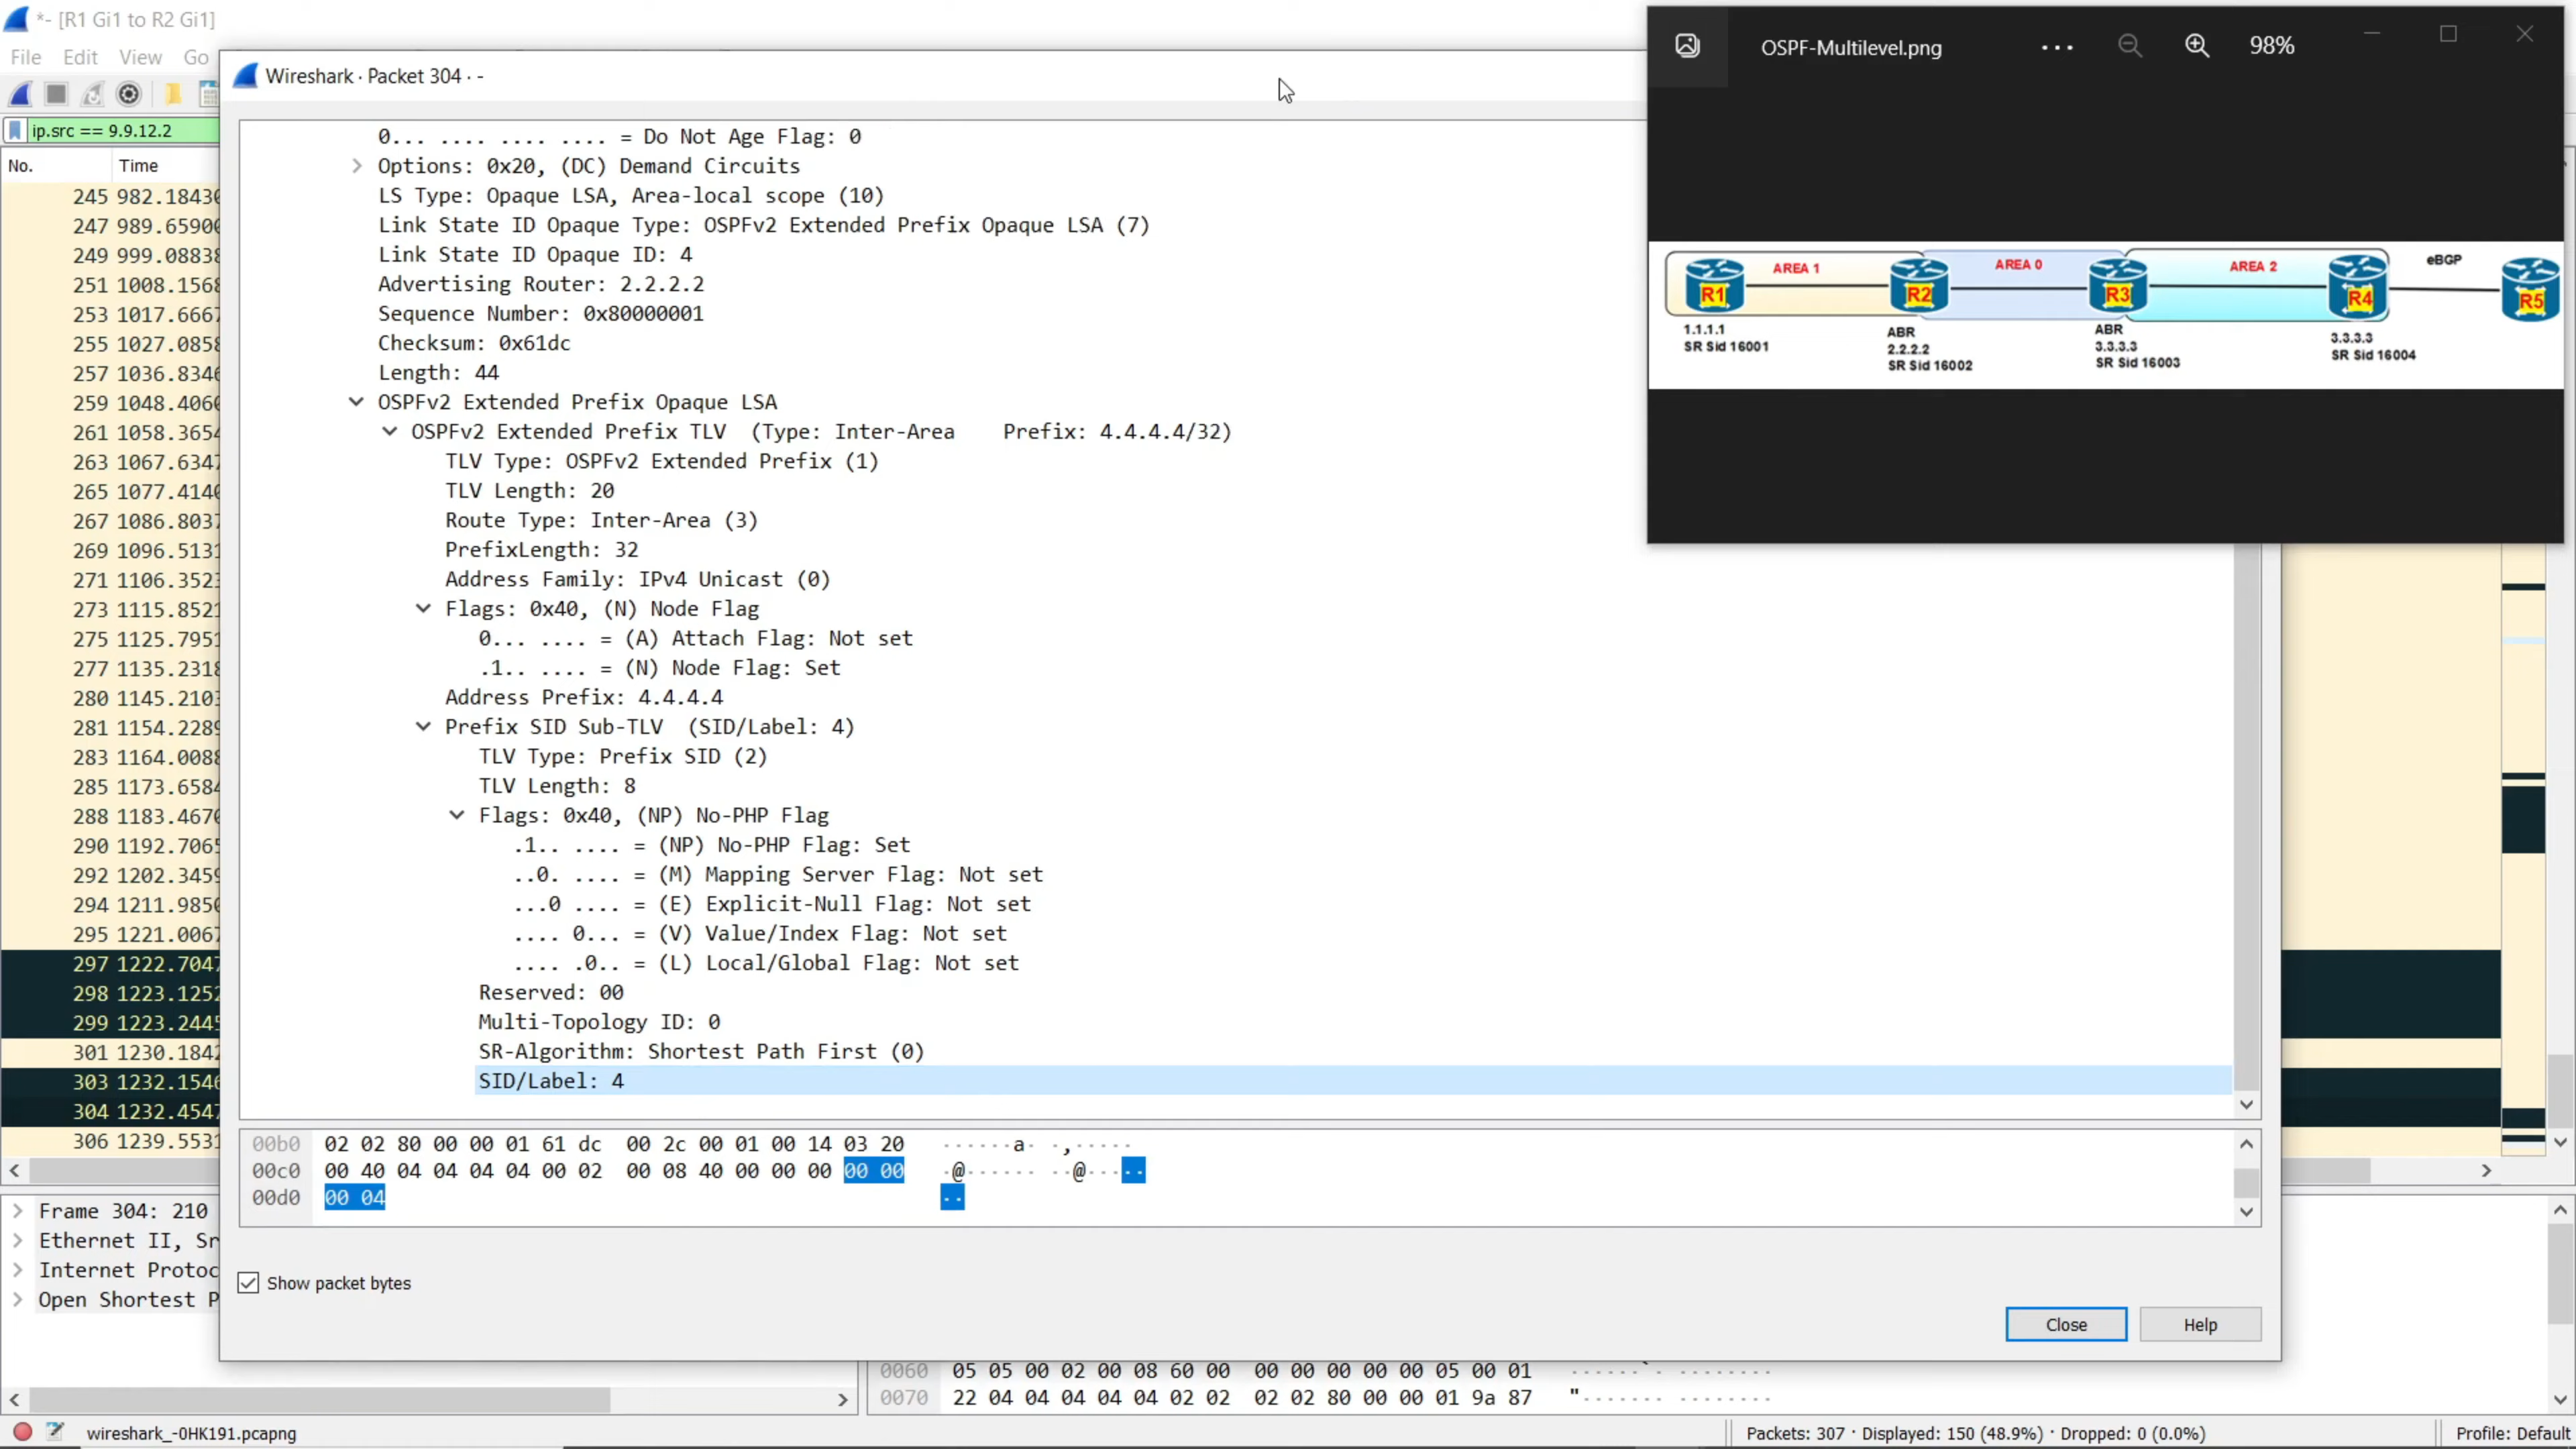 *- [R1 Gi1 to R2 Gi1]
File Edit View Go
ip.src == 9.9.12.2
No. Time
245 982.1843
247 989.6590
249 999.0883
251 1008.156
253 1017.666
255 1027.085
257 1036.834
259 1048.406
261 1058.365
263 1067.634
265 1077.414
267 1086.803
269 1096.513
271 1106.352
273 1115.852
275 1125.795
277 1135.231
280 1145.210
281 1154.228
283 1164.008
285 1173.658
288 1183.467
290 1192.706
292 1202.345
294 1211.985
295 1221.006
297 1222.704
298 1223.125
299 1223.244
301 1230.184
303 1232.154
304 1232.454
306 1239.553
Wireshark · Packet 304 · -
0... .... .... .... = Do Not Age Flag: 0
Options: 0x20, (DC) Demand Circuits
LS Type: Opaque LSA, Area-local scope (10)
Link State ID Opaque Type: OSPFv2 Extended Prefix Opaque LSA (7)
Link State ID Opaque ID: 4
Advertising Router: 2.2.2.2
Sequence Number: 0x80000001
Checksum: 0x61dc
Length: 44
OSPFv2 Extended Prefix Opaque LSA
OSPFv2 Extended Prefix TLV (Type: Inter-Area Prefix: 4.4.4.4/32)
TLV Type: OSPFv2 Extended Prefix (1)
TLV Length: 20
Route Type: Inter-Area (3)
PrefixLength: 32
Address Family: IPv4 Unicast (0)
Flags: 0x40, (N) Node Flag
0... .... = (A) Attach Flag: Not set
.1.. .... = (N) Node Flag: Set
Address Prefix: 4.4.4.4
Prefix SID Sub-TLV (SID/Label: 4)
TLV Type: Prefix SID (2)
TLV Length: 8
Flags: 0x40, (NP) No-PHP Flag
.1.. .... = (NP) No-PHP Flag: Set
..0. .... = (M) Mapping Server Flag: Not set
...0 .... = (E) Explicit-Null Flag: Not set
.... 0... = (V) Value/Index Flag: Not set
.... .0.. = (L) Local/Global Flag: Not set
Reserved: 00
Multi-Topology ID: 0
SR-Algorithm: Shortest Path First (0)
SID/Label: 4
00b0 02 02 80 00 00 01 61 dc 00 2c 00 01 00 14 03 20 ······a· ·,·····
00c0 00 40 04 04 04 04 00 02 00 08 40 00 00 00 00 00 ·@······ ··@·····
00d0 00 04 ··
Show packet bytes
Close Help
OSPF-Multilevel.png 98%
AREA 1 AREA 0 AREA 2 eBGP
R1 R2 R3 R4 R5
1.1.1.1
SR Sid 16001
ABR
2.2.2.2
SR Sid 16002
ABR
3.3.3.3
SR Sid 16003
3.3.3.3
SR Sid 16004
Frame 304: 210
Ethernet II, Sr
Internet Protoc
Open Shortest P
0060 05 05 00 02 00 08 60 00 00 00 00 00 00 05 00 01 ······`· ········
0070 22 04 04 04 04 04 02 02 02 02 80 00 00 01 9a 87 "······· ········
wireshark_-0HK191.pcapng
Packets: 307 · Displayed: 150 (48.9%) · Dropped: 0 (0.0%)
Profile: Default